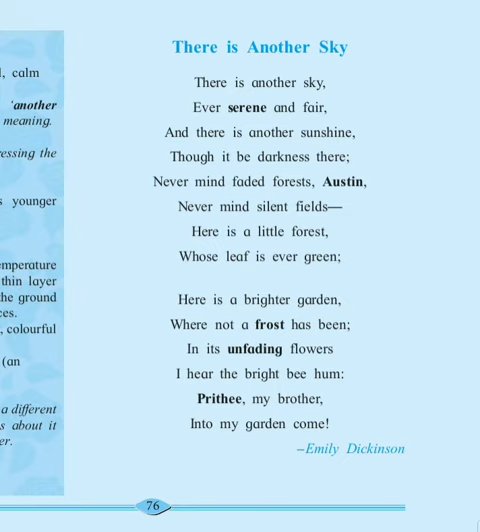 , calm
'another
meaning.
essing the
younger
mperature
thin layer
he ground
ces.
, colourful
(an
a different
s about it
er.
There is Another Sky
There is another sky,
Ever serene and fair,
And there is another sunshine,
Though it be darkness there;
Never mind faded forests, Austin,
Never mind silent fields—
Here is a little forest,
Whose leaf is ever green;
Here is a brighter garden,
Where not a frost has been;
In its unfading flowers
I hear the bright bee hum:
Prithee, my brother,
Into my garden come!
–Emily Dickinson
76